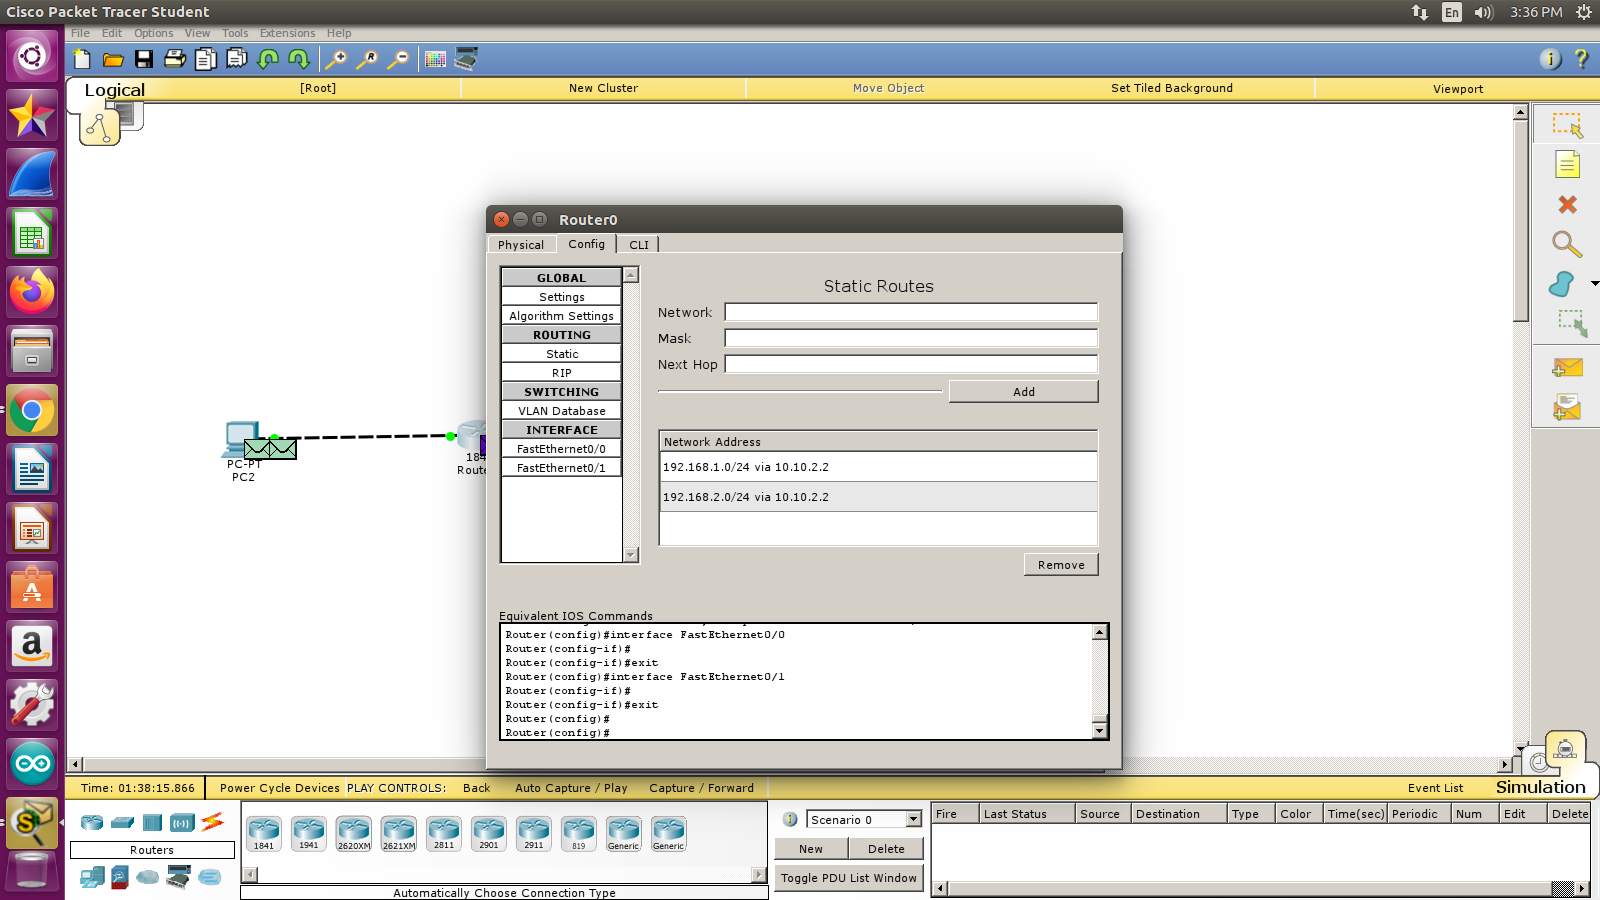 Cisco Packet Tracer Student
En
3:36 PM
File Edit Options View Tools Extensions Help
Logical
[Root]
New Cluster
Move Object
Set Tiled Background
Viewport
Router0
Physical
Config
CLI
GLOBAL
Settings
Algorithm Settings
ROUTING
Static
RIP
SWITCHING
VLAN Database
INTERFACE
FastEthernet0/0
FastEthernet0/1
Static Routes
Network
Mask
Next Hop
Add
Network Address
192.168.1.0/24 via 10.10.2.2
192.168.2.0/24 via 10.10.2.2
Remove
Equivalent IOS Commands
Router(config)#interface FastEthernet0/0
Router(config-if)#
Router(config-if)#exit
Router(config)#interface FastEthernet0/1
Router(config-if)#
Router(config-if)#exit
Router(config)#
Router(config)#
PC-PT
PC2
184
Route
Time: 01:38:15.866
Power Cycle Devices
PLAY CONTROLS:
Back
Auto Capture / Play
Capture / Forward
Event List
Simulation
Routers
1841
1941
2620XM
2621XM
2811
2901
2911
819
Generic
Generic
Automatically Choose Connection Type
Scenario 0
New
Delete
Toggle PDU List Window
Fire
Last Status
Source
Destination
Type
Color
Time(sec)
Periodic
Num
Edit
Delete